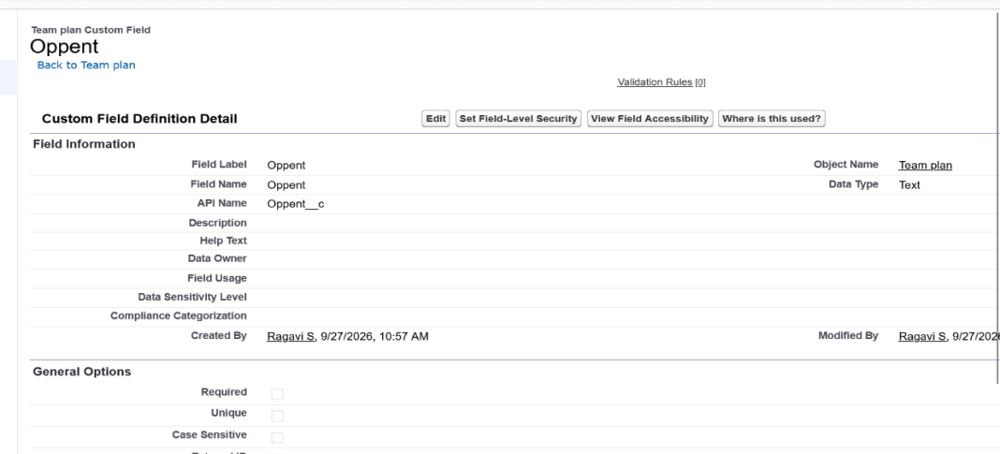 Team plan Custom Field
Oppent
Back to Team plan
Validation Rules [0]
Custom Field Definition Detail Edit Set Field-Level Security View Field Accessibility Where is this used?
Field Information
Field Label Oppent Object Name Team plan
Field Name Oppent Data Type Text
API Name Oppent__c
Description
Help Text
Data Owner
Field Usage
Data Sensitivity Level
Compliance Categorization
Created By Ragavi S, 9/27/2026, 10:57 AM Modified By Ragavi S, 9/27/2026
General Options
Required
Unique
Case Sensitive